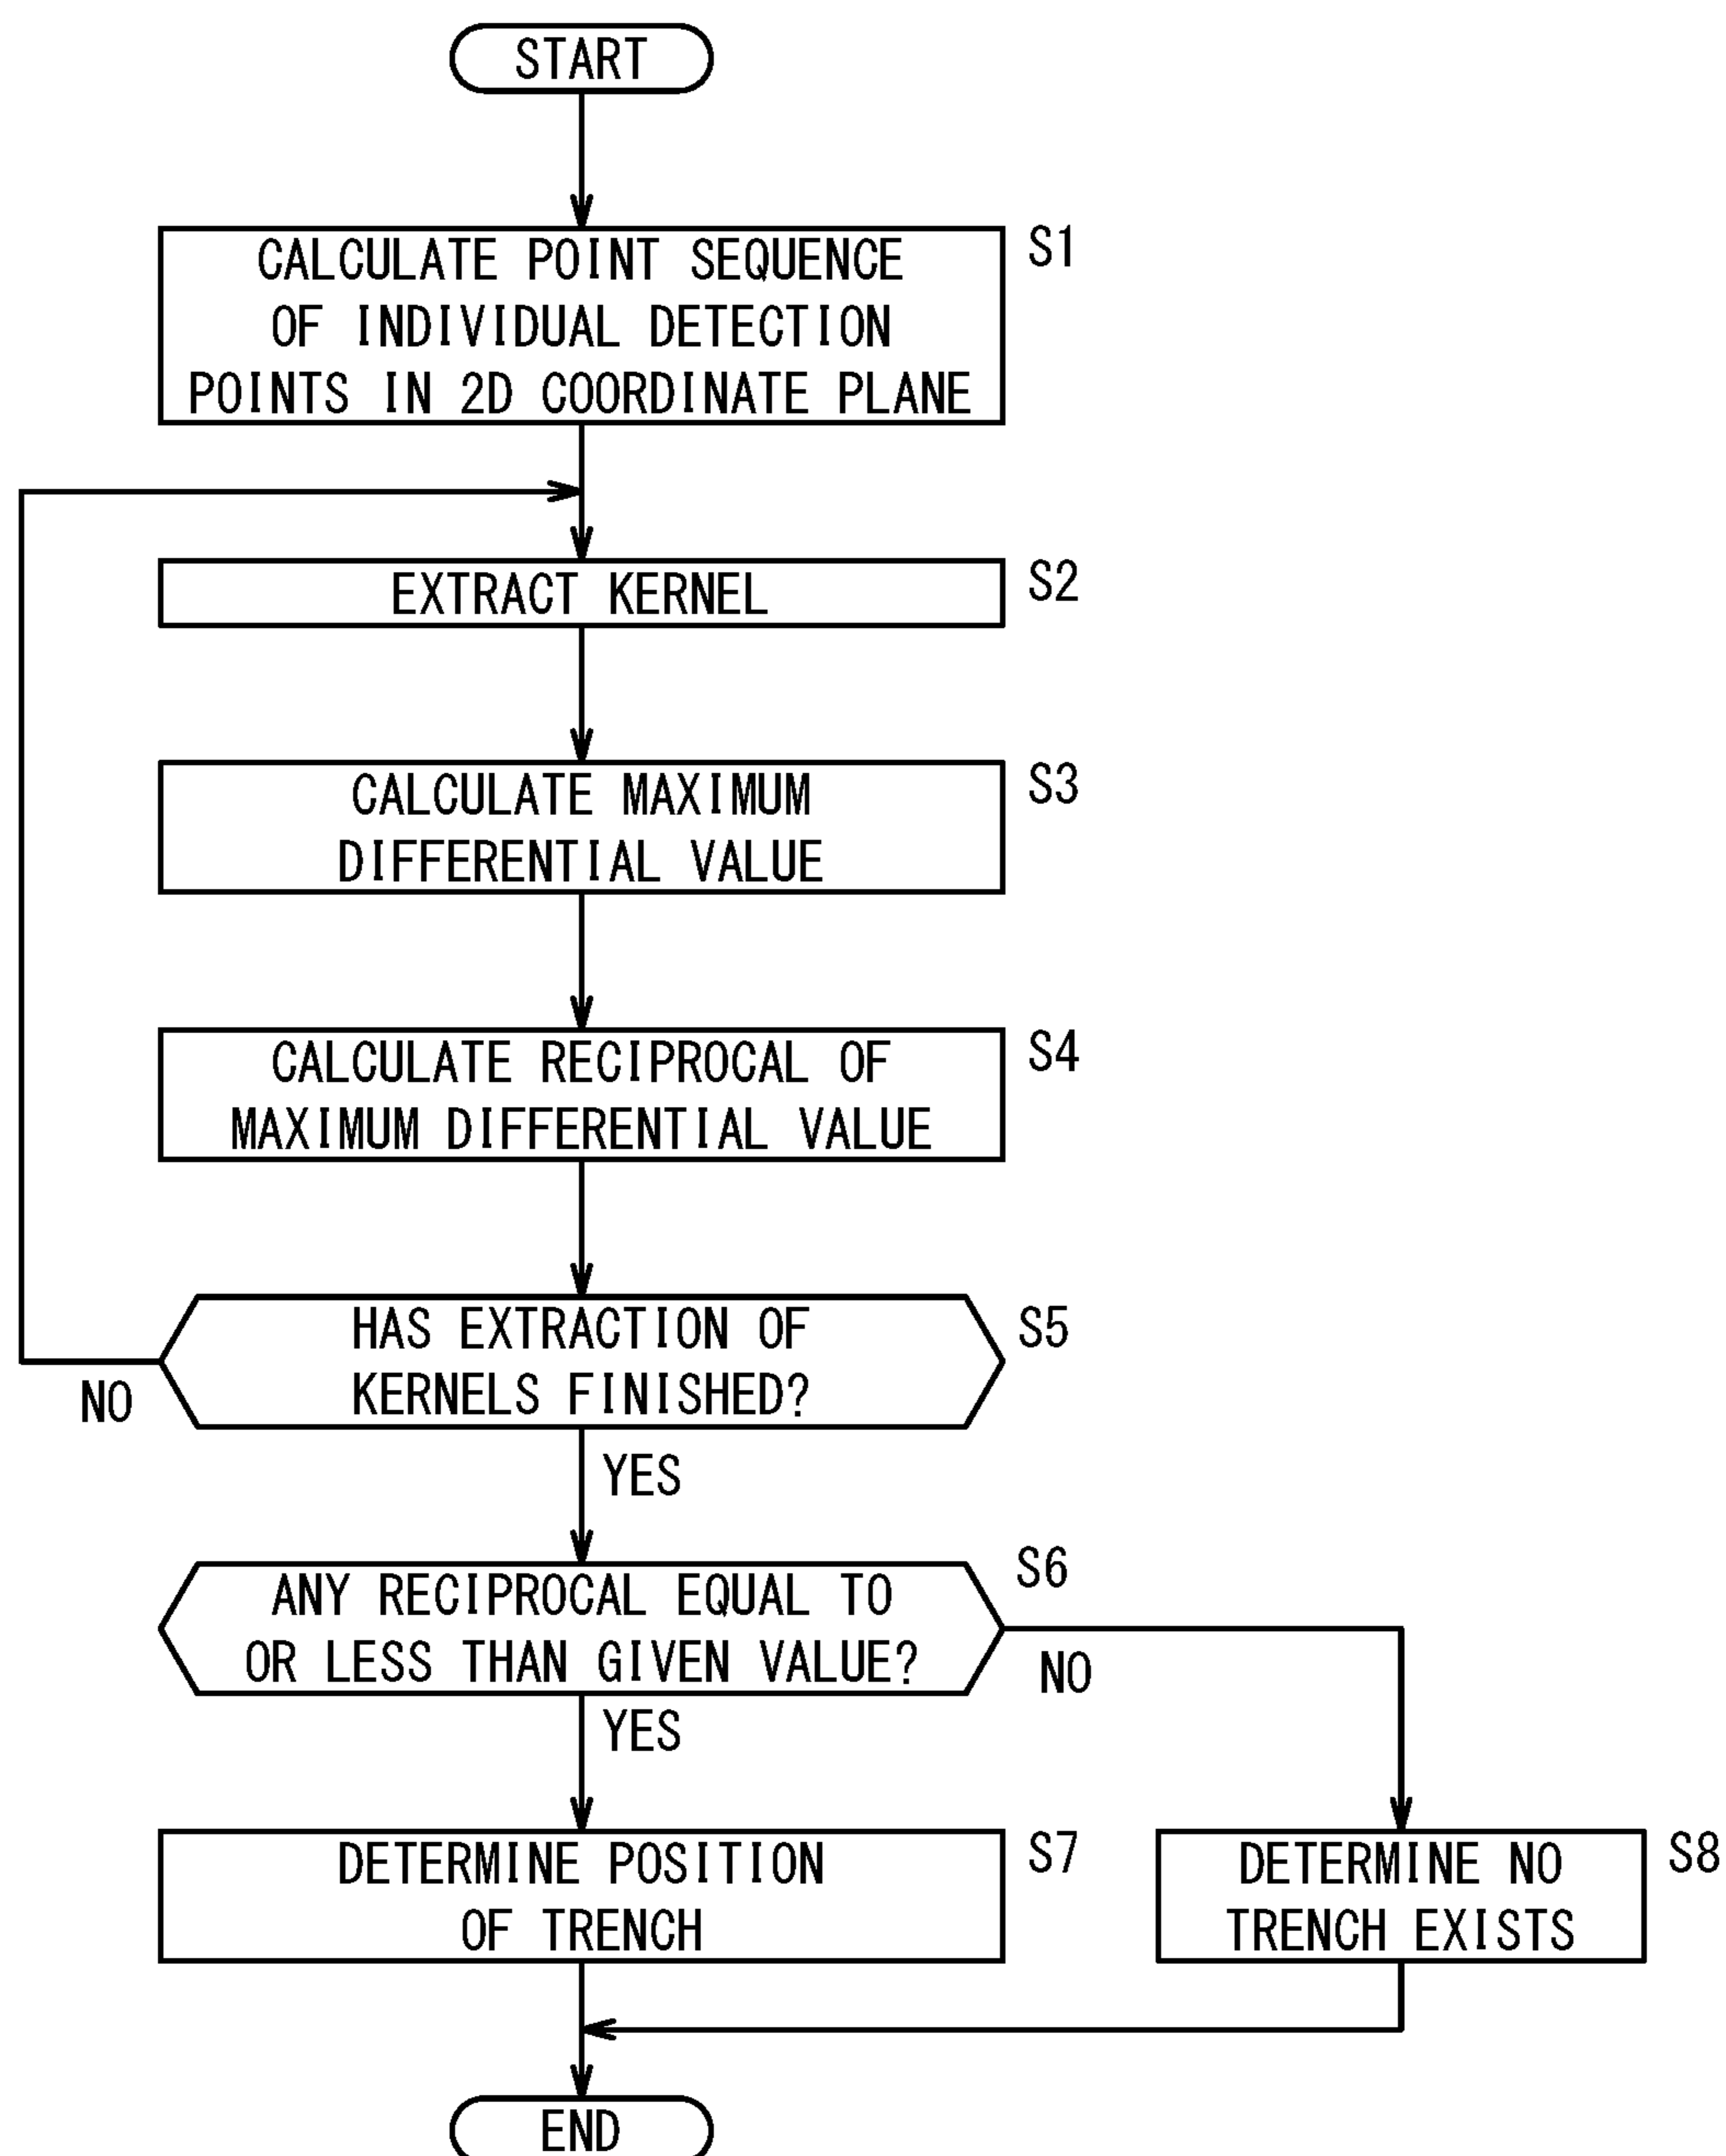 START
CALCULATE POINT SEQUENCE
OF INDIVIDUAL DETECTION
POINTS IN 2D COORDINATE PLANE
S1
EXTRACT KERNEL
S2
CALCULATE MAXIMUM
DIFFERENTIAL VALUE
S3
CALCULATE RECIPROCAL OF
MAXIMUM DIFFERENTIAL VALUE
S4
HAS EXTRACTION OF
KERNELS FINISHED?
S5
NO
YES
ANY RECIPROCAL EQUAL TO
OR LESS THAN GIVEN VALUE?
S6
NO
YES
DETERMINE POSITION
OF TRENCH
S7
DETERMINE NO
TRENCH EXISTS
S8
END